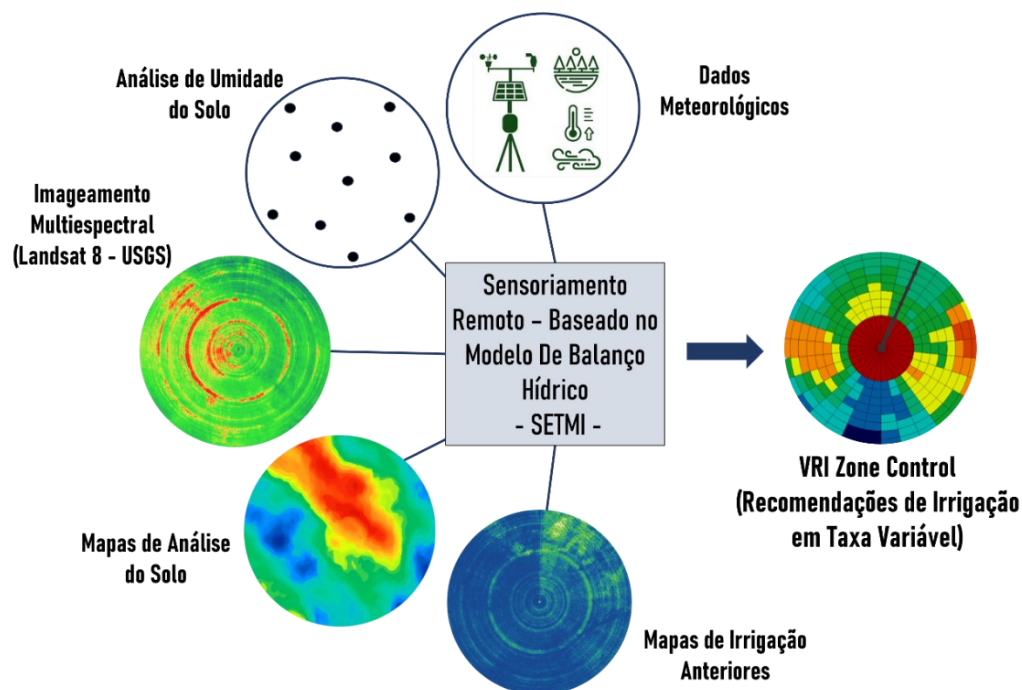 Análise de Umidade
do Solo
Dados
Meteorológicos
Imageamento
Multiespectral
(Landsat 8 - USGS)
Sensoriamento
Remoto – Baseado no
Modelo De Balanço
Hídrico
- SETMI -
VRI Zone Control
(Recomendações de Irrigação
em Taxa Variável)
Mapas de Análise
do Solo
Mapas de Irrigação
Anteriores